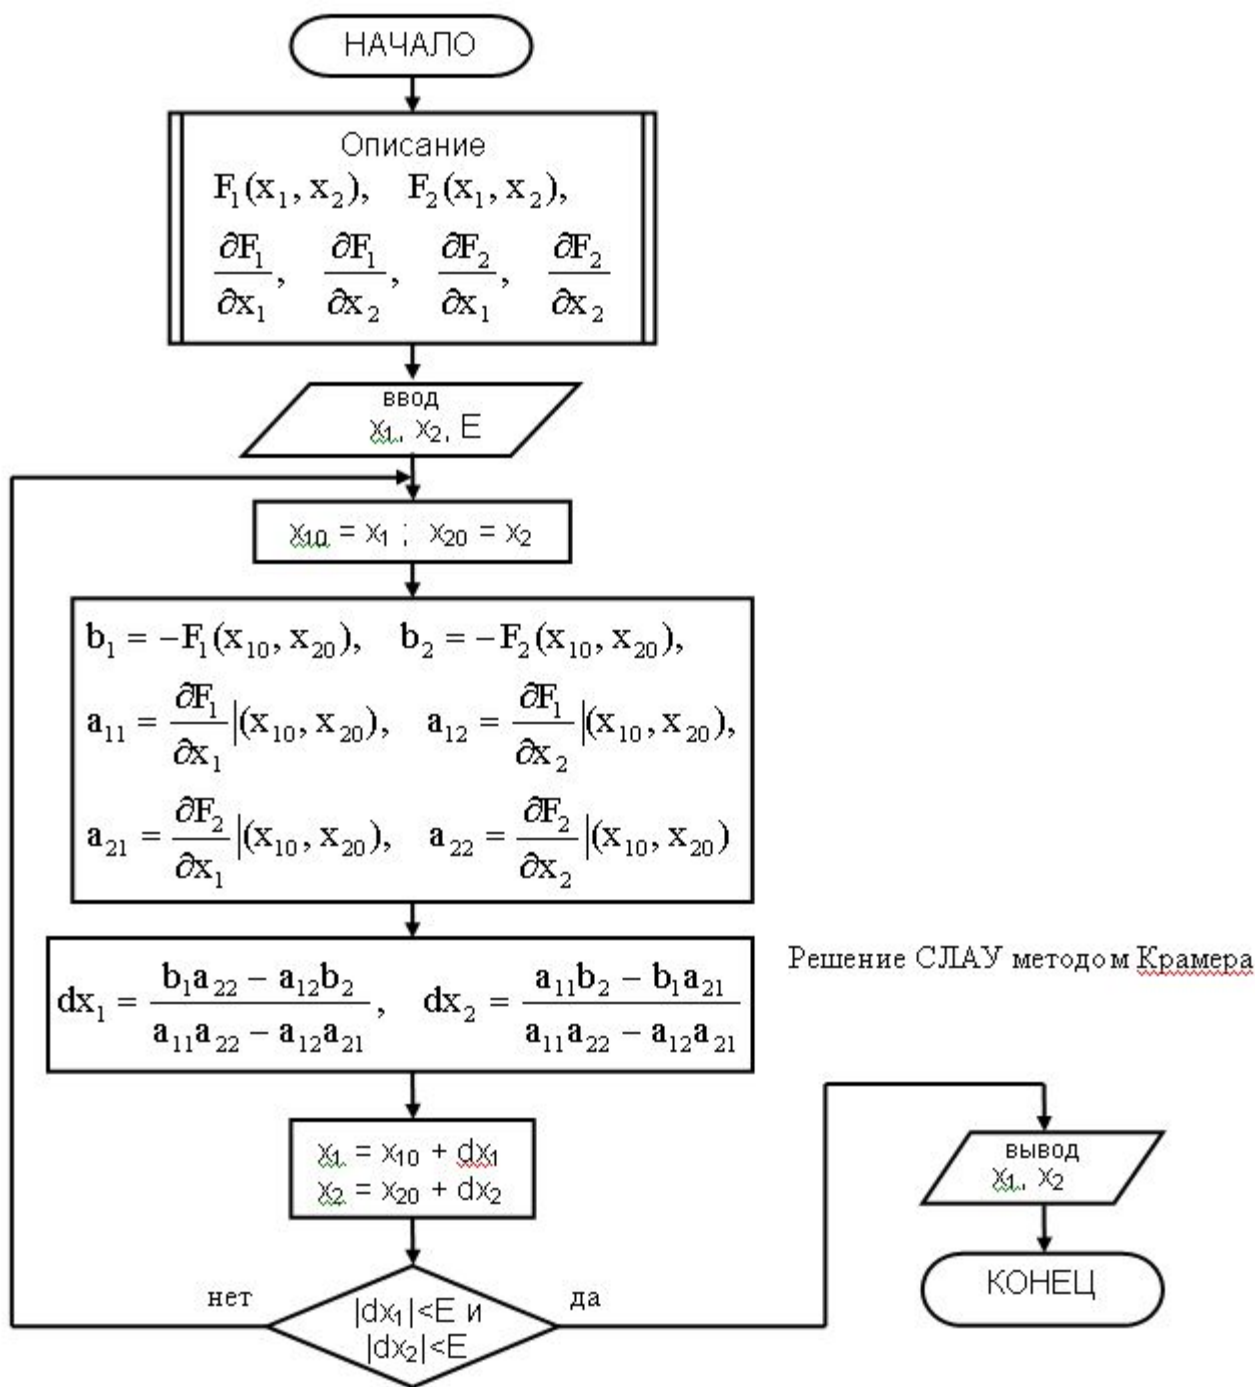 НАЧАЛО
Описание
F₁(x₁, x₂), F₂(x₁, x₂),
∂F₁/∂x₁, ∂F₁/∂x₂, ∂F₂/∂x₁, ∂F₂/∂x₂
ввод
x₁, x₂, E
x₁₀ = x₁ ; x₂₀ = x₂
b₁ = −F₁(x₁₀, x₂₀), b₂ = −F₂(x₁₀, x₂₀),
a₁₁ = ∂F₁/∂x₁ |(x₁₀, x₂₀), a₁₂ = ∂F₁/∂x₂ |(x₁₀, x₂₀),
a₂₁ = ∂F₂/∂x₁ |(x₁₀, x₂₀), a₂₂ = ∂F₂/∂x₂ |(x₁₀, x₂₀)
Решение СЛАУ методом Крамера
dx₁ = (b₁a₂₂ − a₁₂b₂)/(a₁₁a₂₂ − a₁₂a₂₁), dx₂ = (a₁₁b₂ − b₁a₂₁)/(a₁₁a₂₂ − a₁₂a₂₁)
x₁ = x₁₀ + dx₁
x₂ = x₂₀ + dx₂
нет
|dx₁|<E и
|dx₂|<E
да
вывод
x₁, x₂
КОНЕЦ